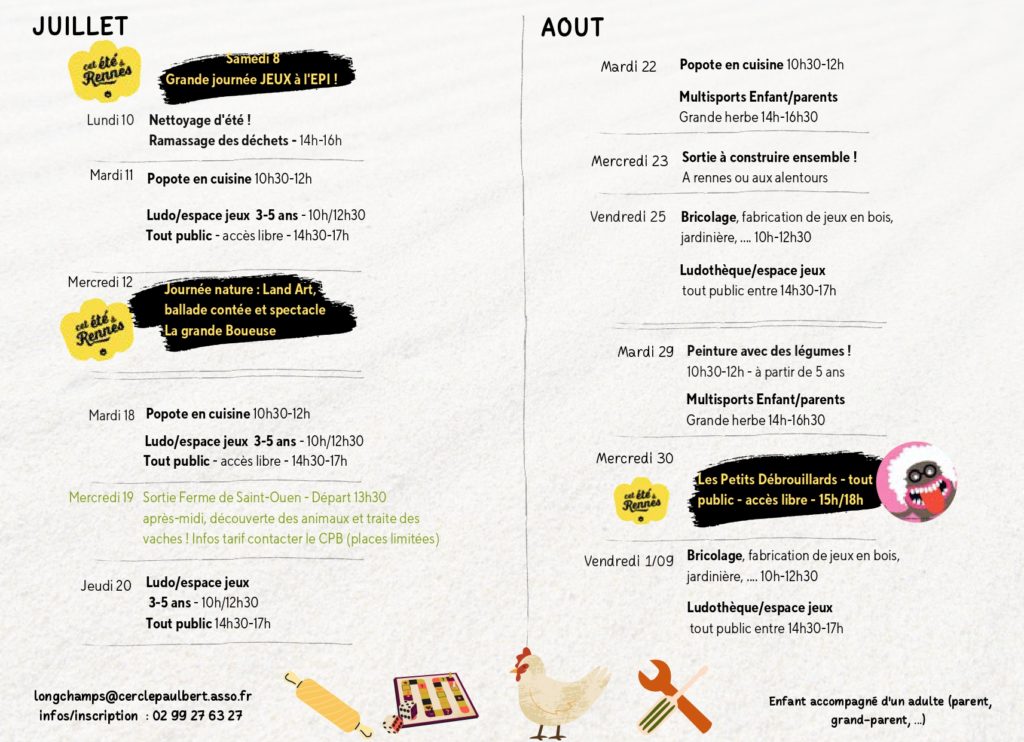 JUILLET
cet été à
Rennes
Samedi 8
Grande journée JEUX à l'EPI !
Lundi 10
Nettoyage d'été !
Ramassage des déchets - 14h-16h
Mardi 11
Popote en cuisine 10h30-12h
Ludo/espace jeux 3-5 ans - 10h/12h30
Tout public - accès libre - 14h30-17h
Mercredi 12
cet été à
Rennes
Journée nature : Land Art,
ballade contée et spectacle
La grande Boueuse
Mardi 18
Popote en cuisine 10h30-12h
Ludo/espace jeux 3-5 ans - 10h/12h30
Tout public - accès libre - 14h30-17h
Mercredi 19
Sortie Ferme de Saint-Ouen - Départ 13h30
après-midi, découverte des animaux et traite des
vaches ! Infos tarif contacter le CPB (places limitées)
Jeudi 20
Ludo/espace jeux
3-5 ans - 10h/12h30
Tout public 14h30-17h
longchamps@cerclepaulbert.asso.fr
infos/inscription : 02 99 27 63 27
AOUT
Mardi 22
Popote en cuisine 10h30-12h
Multisports Enfant/parents
Grande herbe 14h-16h30
Mercredi 23
Sortie à construire ensemble !
A rennes ou aux alentours
Vendredi 25
Bricolage, fabrication de jeux en bois,
jardinière, .... 10h-12h30
Ludothèque/espace jeux
tout public entre 14h30-17h
Mardi 29
Peinture avec des légumes !
10h30-12h - à partir de 5 ans
Multisports Enfant/parents
Grande herbe 14h-16h30
Mercredi 30
cet été à
Rennes
Les Petits Débrouillards - tout
public - accès libre - 15h/18h
Vendredi 1/09
Bricolage, fabrication de jeux en bois,
jardinière, .... 10h-12h30
Ludothèque/espace jeux
tout public entre 14h30-17h
Enfant accompagné d'un adulte (parent,
grand-parent, ...)